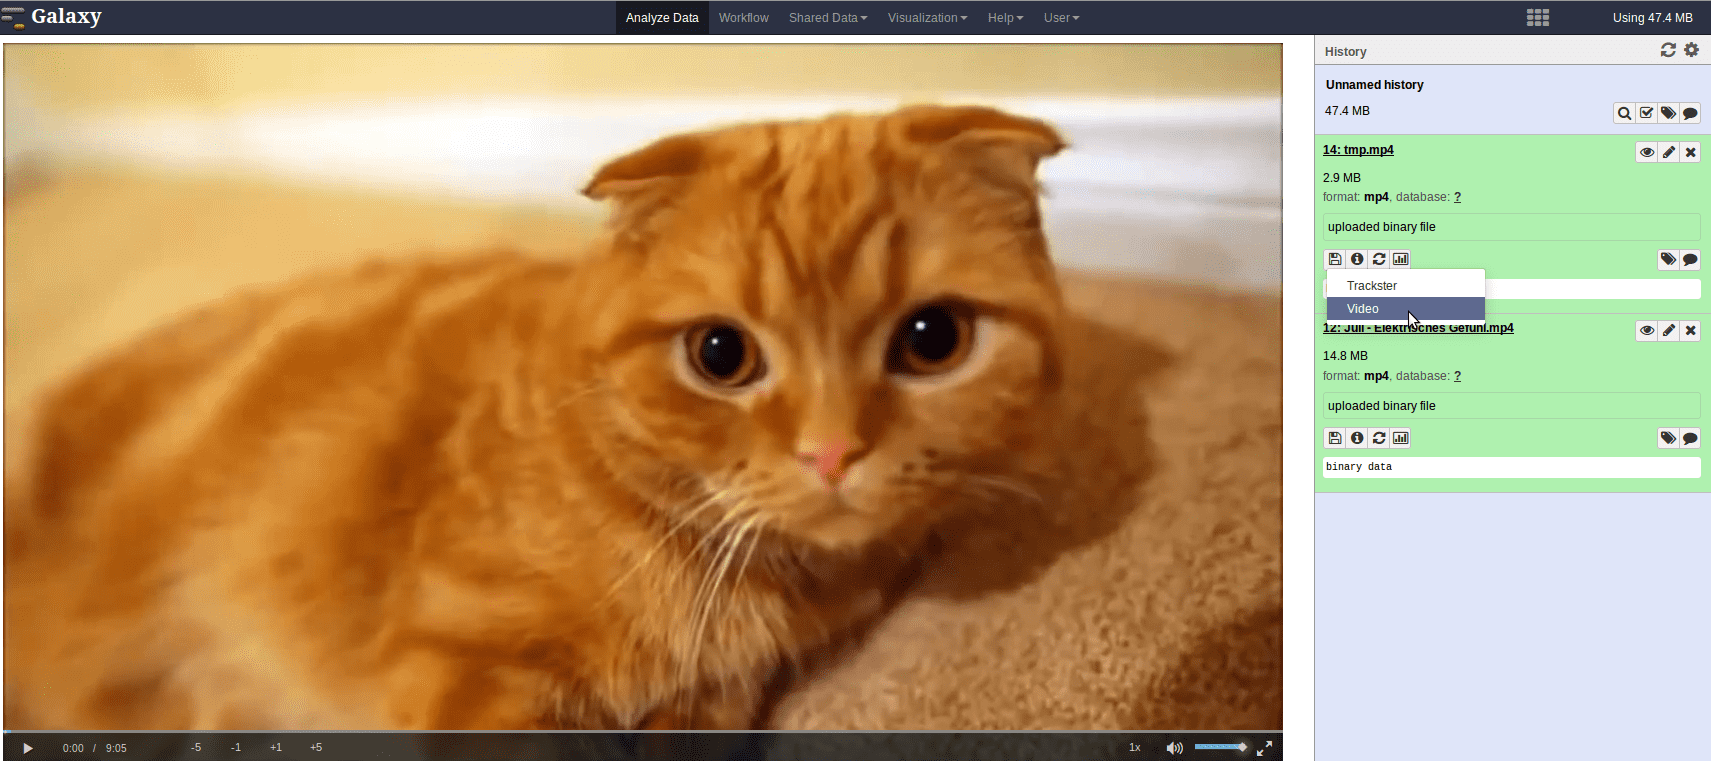 Galaxy
Analyze Data Workflow Shared Data Visualization Help User
Using 47.4 MB
History
Unnamed history
47.4 MB
14: tmp.mp4
2.9 MB
format: mp4, database: ?
uploaded binary file
Trackster
Video
12: Juli - Elektrisches Gefühl.mp4
14.8 MB
format: mp4, database: ?
uploaded binary file
binary data
0:00 / 9:05 -5 -1 +1 +5 1x